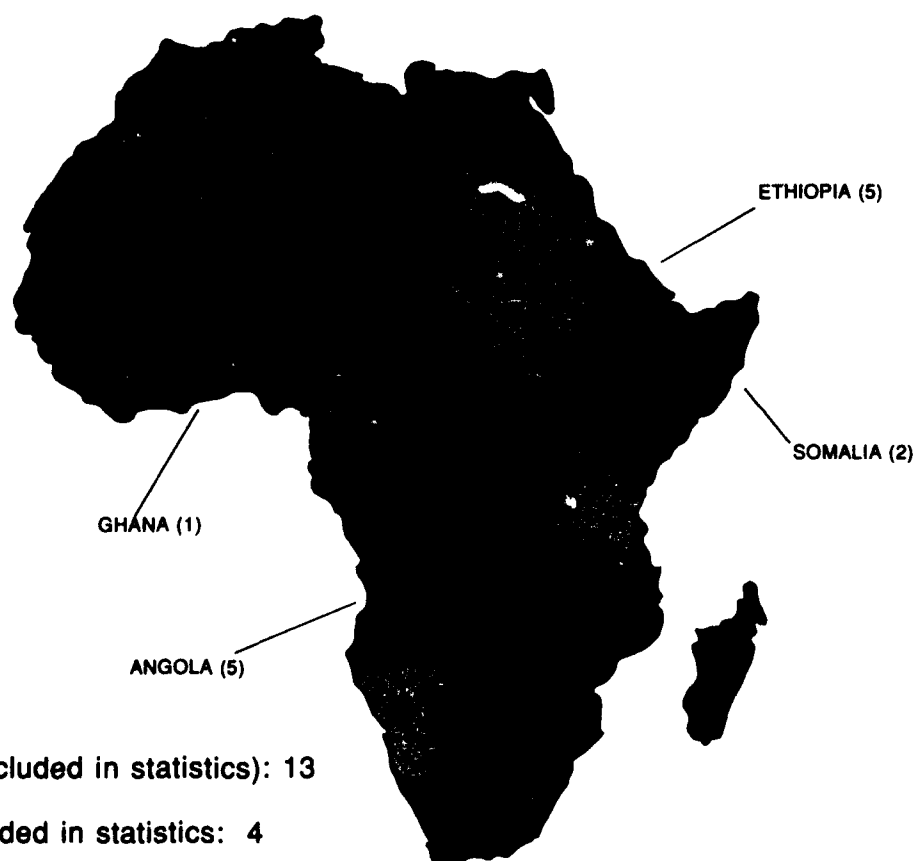 ETHIOPIA (5)
SOMALIA (2)
GHANA (1)
ANGOLA (5)
cluded in statistics): 13
ded in statistics: 4